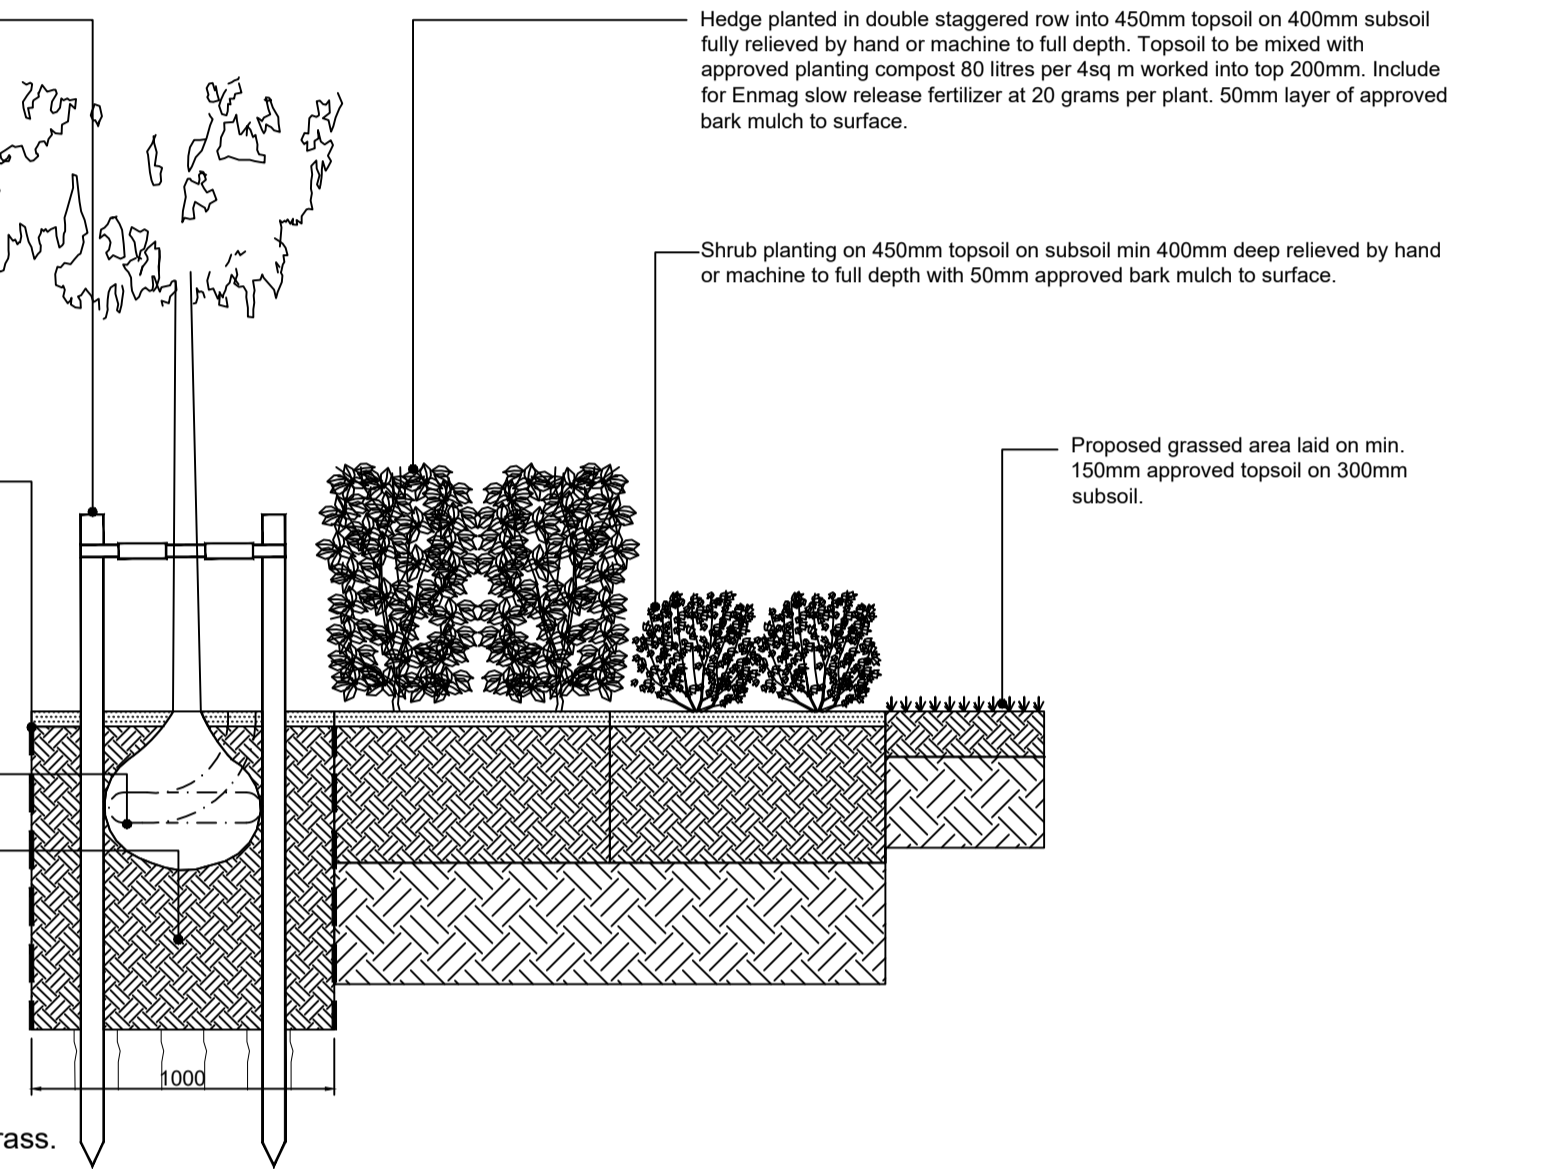 Hedge planted in double staggered row into 450mm topsoil on 400mm subsoil
fully relieved by hand or machine to full depth. Topsoil to be mixed with
approved planting compost 80 litres per 4sq m worked into top 200mm. Include
for Enmag slow release fertilizer at 20 grams per plant. 50mm layer of approved
bark mulch to surface.
Shrub planting on 450mm topsoil on subsoil min 400mm deep relieved by hand
or machine to full depth with 50mm approved bark mulch to surface.
Proposed grassed area laid on min.
150mm approved topsoil on 300mm
subsoil.
1000